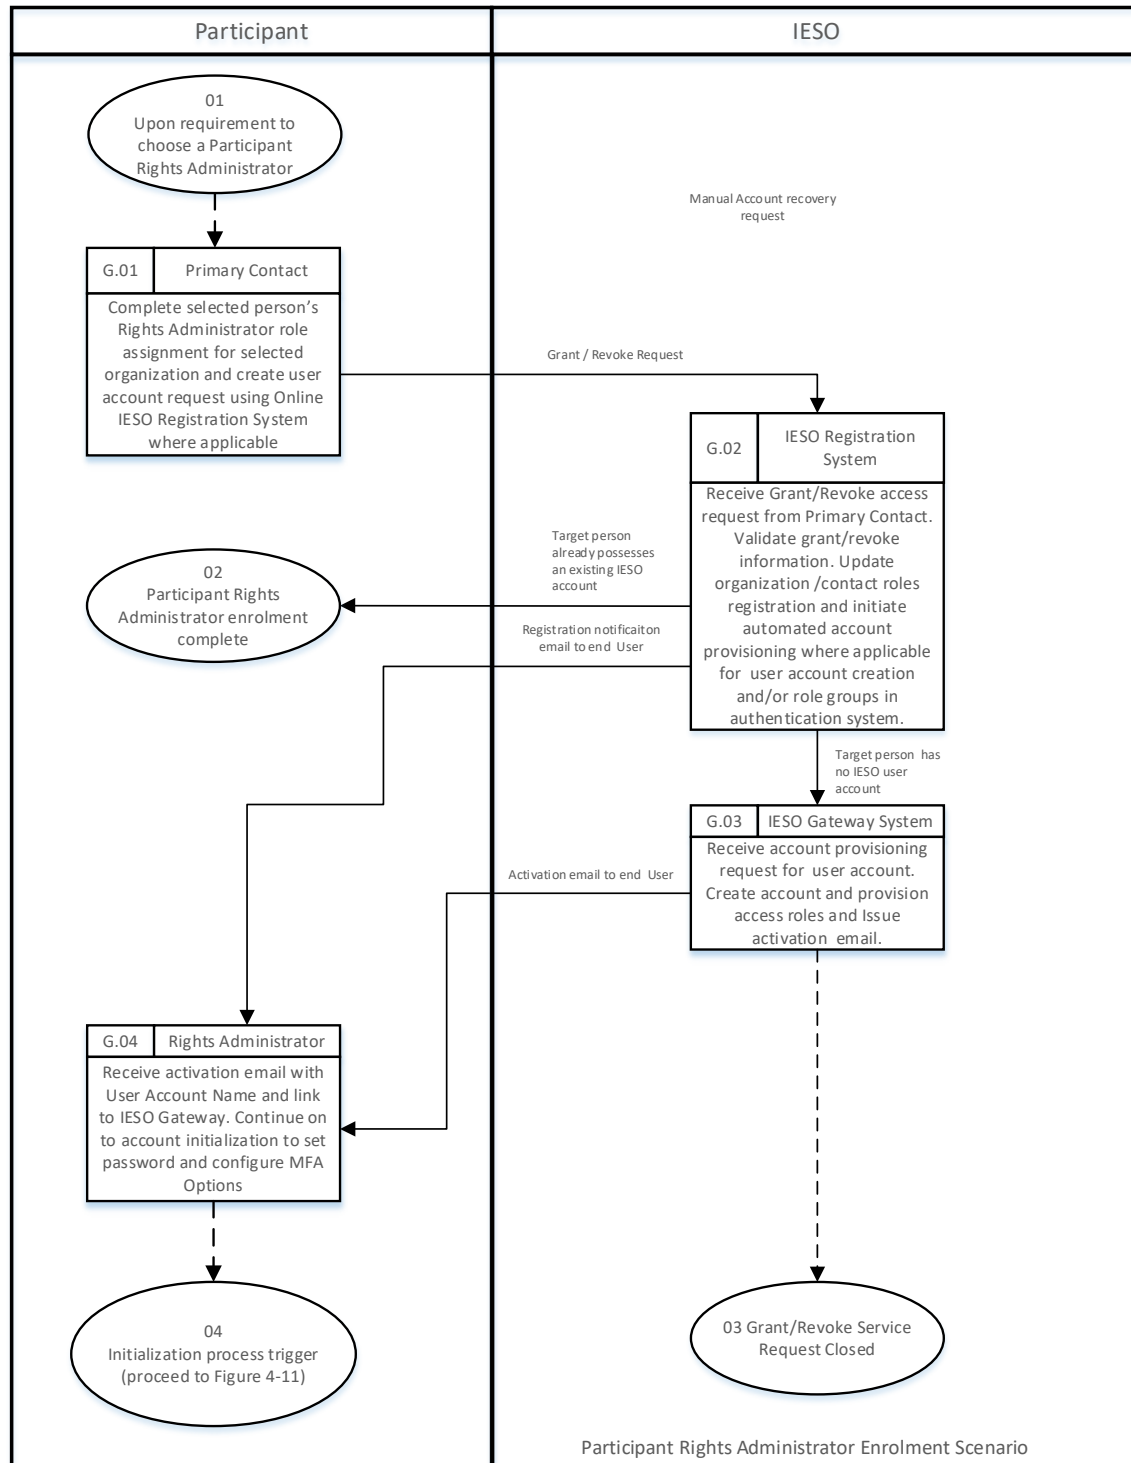 Participant
IESO
01
Upon requirement to
choose a Participant
Rights Administrator
Manual Account recovery
request
G.01
Primary Contact
Complete selected person's
Rights Administrator role
assignment for selected
organization and create user
account request using Online
IESO Registration System
where applicable
Grant / Revoke Request
G.02
IESO Registration
System
Receive Grant/Revoke access
request from Primary Contact.
Validate grant/revoke
information. Update
organization /contact roles
registration and initiate
automated account
provisioning where applicable
for user account creation
and/or role groups in
authentication system.
Target person
already possesses
an existing IESO
account
02
Participant Rights
Administrator enrolment
complete
Registration notificaiton
email to end User
Target person has
no IESO user
account
G.03
IESO Gateway System
Receive account provisioning
request for user account.
Create account and provision
access roles and Issue
activation email.
Activation email to end User
G.04
Rights Administrator
Receive activation email with
User Account Name and link
to IESO Gateway. Continue on
to account initialization to set
password and configure MFA
Options
04
Initialization process trigger
(proceed to Figure 4-11)
03 Grant/Revoke Service
Request Closed
Participant Rights Administrator Enrolment Scenario